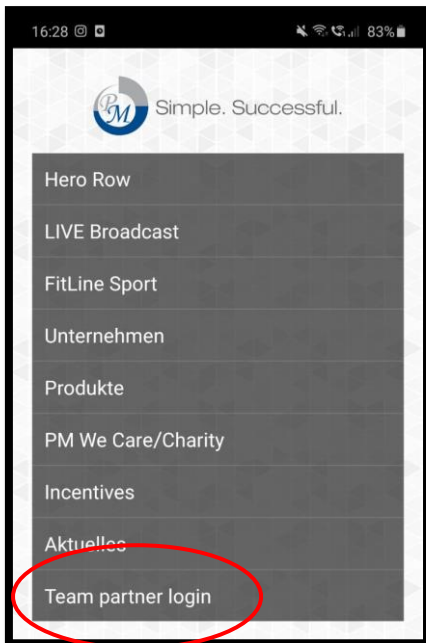 16:28 83%
PM Simple. Successful.
Hero Row
LIVE Broadcast
FitLine Sport
Unternehmen
Produkte
PM We Care/Charity
Incentives
Aktuelles
Team partner login